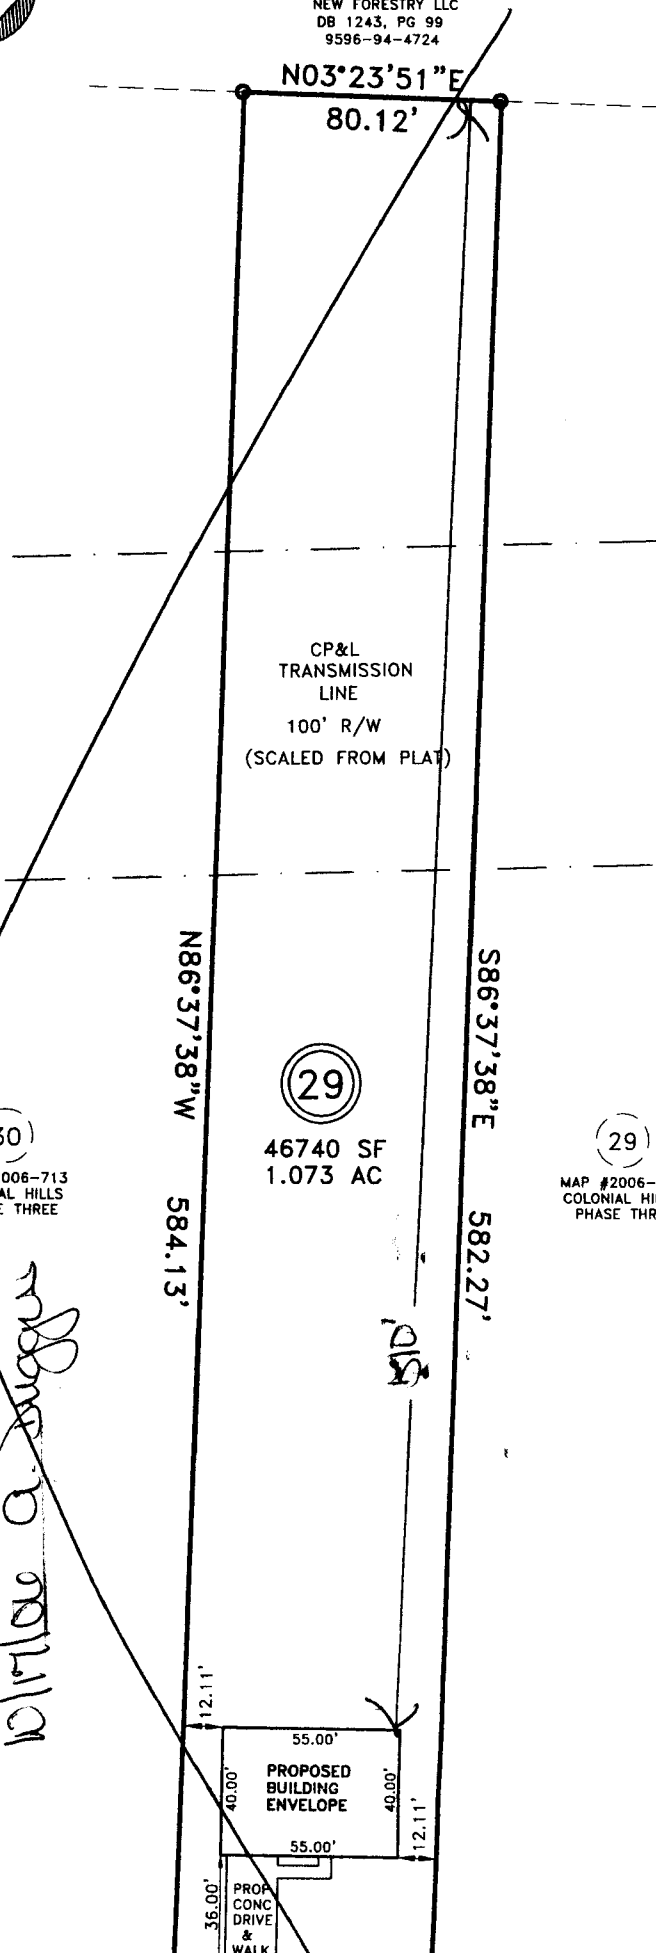 NEW FORESTRY LLC
DB 1243, PG 99
9596-94-4724
N03°23'51"E
80.12'
CP&L
TRANSMISSION
LINE
100' R/W
(SCALED FROM PLAT)
N86°37'38"W
584.13'
S86°37'38"E
582.27'
29
46740 SF
1.073 AC
30
006-713
AL HILLS
E THREE
29
MAP #2006-
COLONIAL HI
PHASE THR
510'
12.11'
55.00'
PROPOSED
BUILDING
ENVELOPE
40.00'
40.00'
55.00'
12.11'
36.00'
PROP
CONC
DRIVE
&
WALK